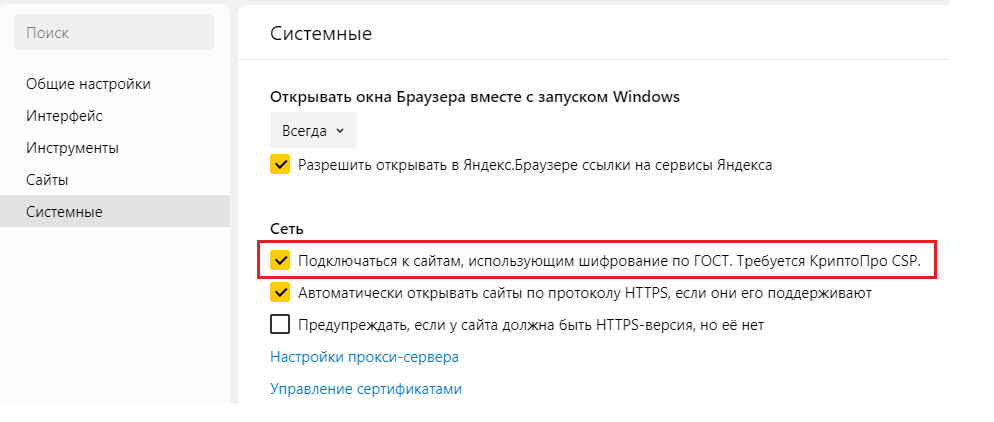 Поиск
Общие настройки
Интерфейс
Инструменты
Сайты
Системные
Системные
Открывать окна Браузера вместе с запуском Windows
Всегда
Разрешить открывать в Яндекс.Браузере ссылки на сервисы Яндекса
Сеть
Подключаться к сайтам, использующим шифрование по ГОСТ. Требуется КриптоПро CSP.
Автоматически открывать сайты по протоколу HTTPS, если они его поддерживают
Предупреждать, если у сайта должна быть HTTPS-версия, но её нет
Настройки прокси-сервера
Управление сертификатами